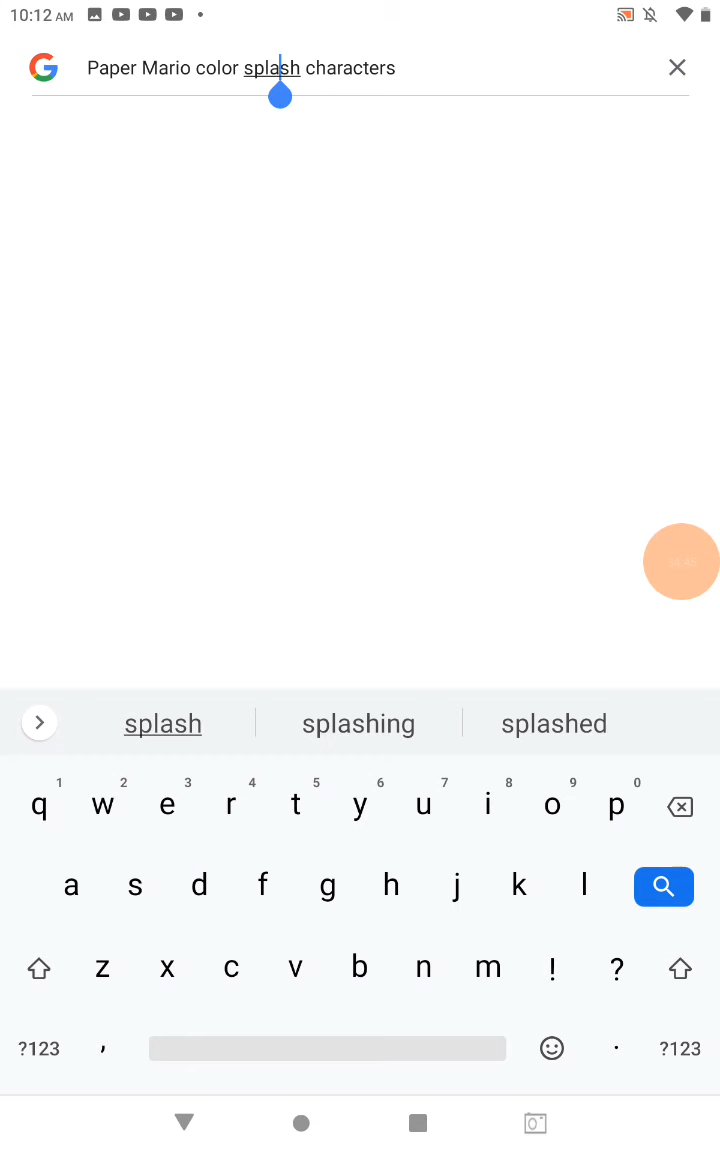 10:12 AM
Paper Mario color splash characters
splash splashing splashed
1 2 3 4 5 6 7 8 9 0
q w e r t y u i o p
a s d f g h j k l
z x c v b n m ! ?
?123 , . ?123